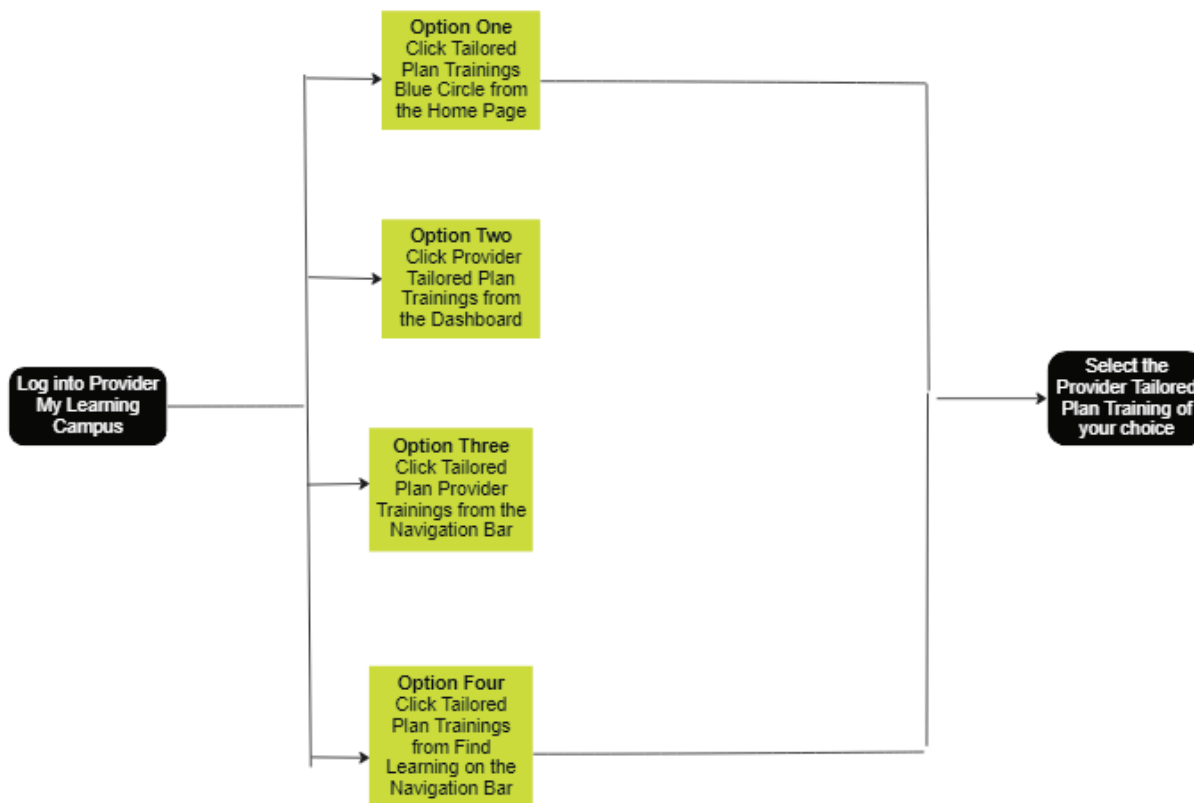 Option One
Click Tailored
Plan Trainings
Blue Circle from
the Home Page
Option Two
Click Provider
Tailored Plan
Trainings from
the Dashboard
Log into Provider
My Learning
Campus
Select the
Provider Tailored
Plan Training of
your choice
Option Three
Click Tailored
Plan Provider
Trainings from the
Navigation Bar
Option Four
Click Tailored
Plan Trainings
from Find
Learning on the
Navigation Bar